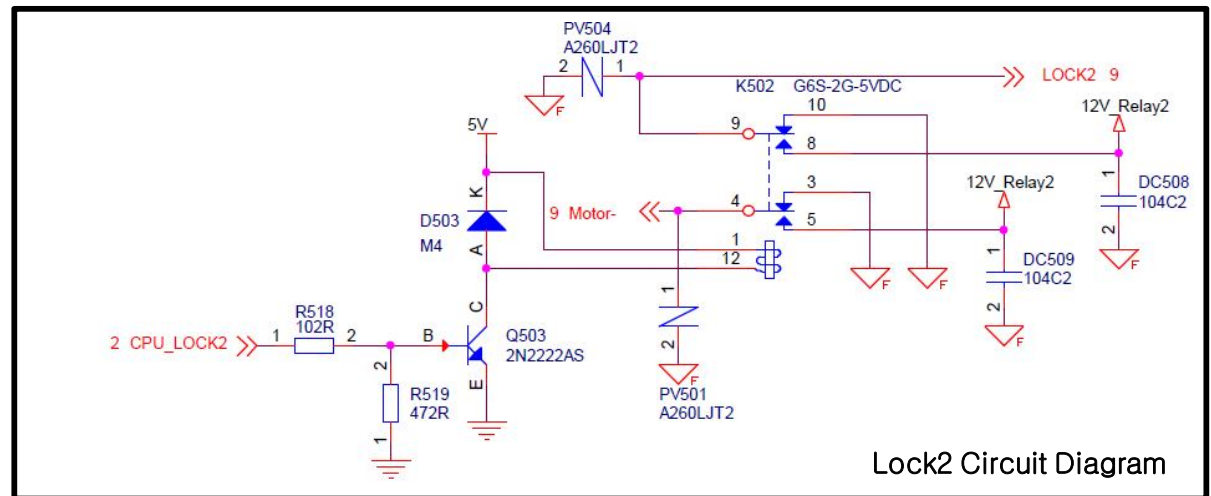 PV504
A260LJT2
2 1
F
LOCK2 9
K502 G6S-2G-5VDC
10
12V_Relay2
9
8
5V
K
D503
M4
A
3
12V_Relay2
9 Motor-
4
5
1
DC508
104C2
2
F
1
12
F
F
1
DC509
104C2
2
F
C
R518
102R
2 CPU_LOCK2
1 2
B
Q503
2N2222AS
E
1
2
F
PV501
A260LJT2
2
R519
472R
1
Lock2 Circuit Diagram